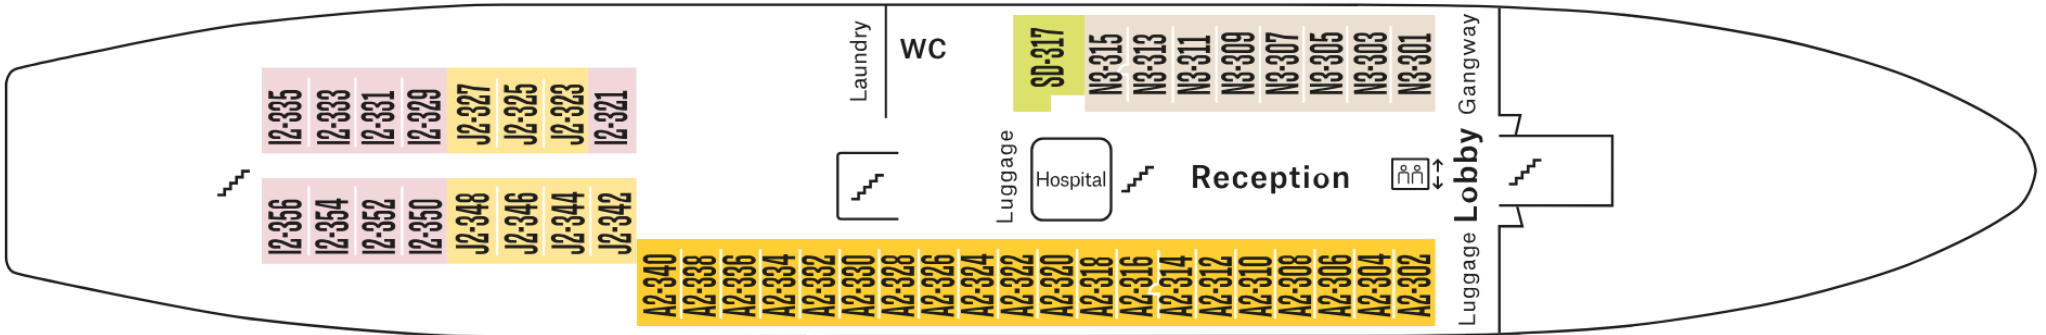 Laundry
WC
SD-317
N3-315
N3-313
N3-311
N3-309
N3-307
N3-305
N3-303
N3-301
Gangway
I2-335
I2-333
I2-331
I2-329
J2-327
J2-325
J2-323
I2-321
Luggage
Hospital
Reception
Lobby
I2-356
I2-354
I2-352
I2-350
J2-348
J2-346
J2-344
J2-342
A2-340
A2-338
A2-336
A2-334
A2-332
A2-330
A2-328
A2-326
A2-324
A2-322
A2-320
A2-318
A2-316
A2-314
A2-312
A2-310
A2-308
A2-306
A2-304
A2-302
Luggage